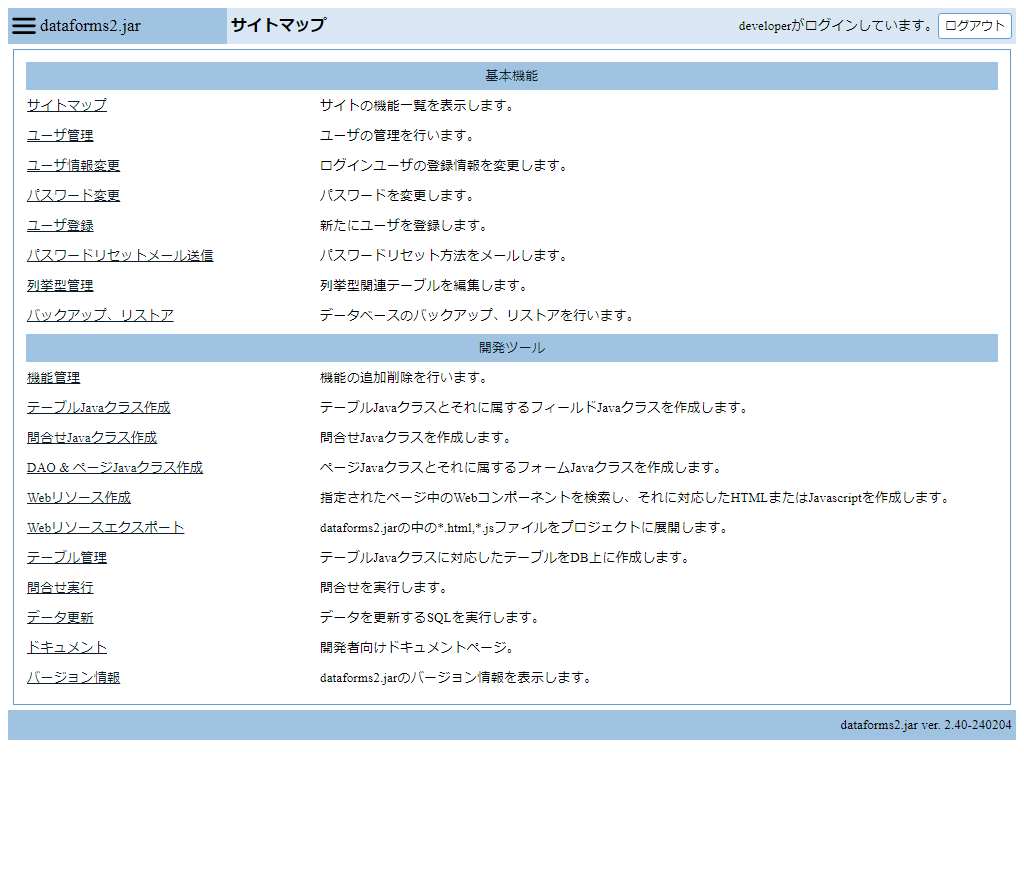 dataforms2.jar サイトマップ developerがログインしています。 ログアウト
基本機能
サイトマップ サイトの機能一覧を表示します。
ユーザ管理 ユーザの管理を行います。
ユーザ情報変更 ログインユーザの登録情報を変更します。
パスワード変更 パスワードを変更します。
ユーザ登録 新たにユーザを登録します。
パスワードリセットメール送信 パスワードリセット方法をメールします。
列挙型管理 列挙型関連テーブルを編集します。
バックアップ、リストア データベースのバックアップ、リストアを行います。
開発ツール
機能管理 機能の追加削除を行います。
テーブルJavaクラス作成 テーブルJavaクラスとそれに属するフィールドJavaクラスを作成します。
問合せJavaクラス作成 問合せJavaクラスを作成します。
DAO & ページJavaクラス作成 ページJavaクラスとそれに属するフォームJavaクラスを作成します。
Webリソース作成 指定されたページ中のWebコンポーネントを検索し、それに対応したHTMLまたはJavascriptを作成します。
Webリソースエクスポート dataforms2.jarの中の*.html,*.jsファイルをプロジェクトに展開します。
テーブル管理 テーブルJavaクラスに対応したテーブルをDB上に作成します。
問合せ実行 問合せを実行します。
データ更新 データを更新するSQLを実行します。
ドキュメント 開発者向けドキュメントページ。
バージョン情報 dataforms2.jarのバージョン情報を表示します。
dataforms2.jar ver. 2.40-240204